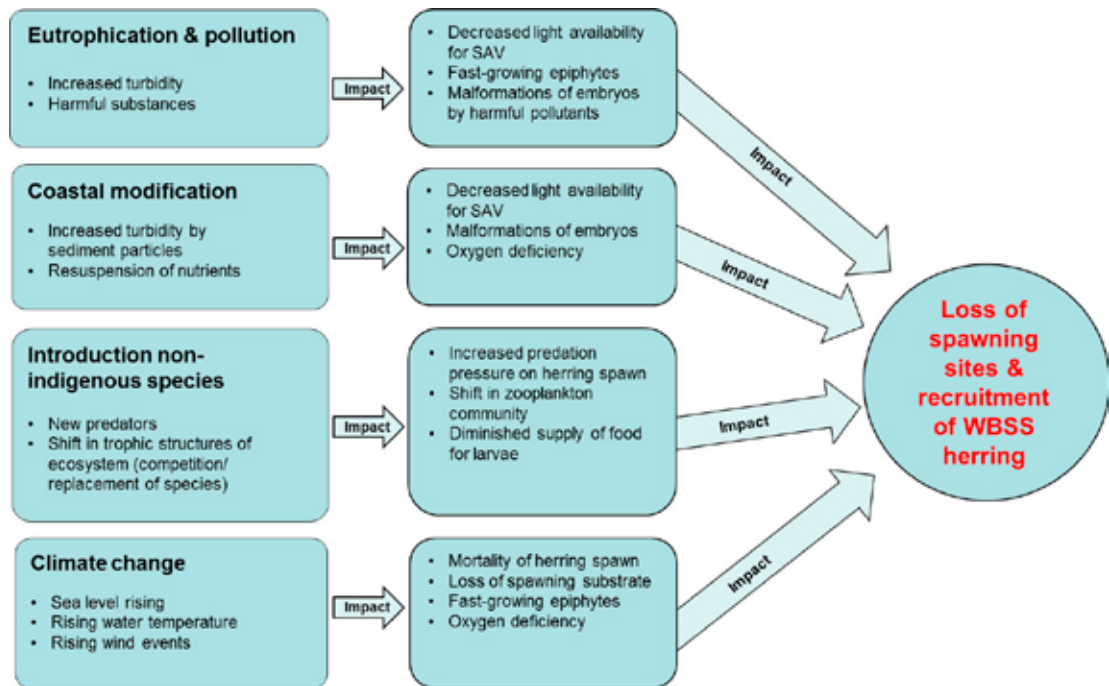 Eutrophication & pollution
• Increased turbidity
• Harmful substances
Impact
• Decreased light availability
for SAV
• Fast-growing epiphytes
• Malformations of embryos
by harmful pollutants
Impact
Coastal modification
• Increased turbidity by
sediment particles
• Resuspension of nutrients
Impact
• Decreased light availability
for SAV
• Malformations of embryos
• Oxygen deficiency
Impact
Introduction non-
indigenous species
• New predators
• Shift in trophic structures of
ecosystem (competition/
replacement of species)
Impact
• Increased predation
pressure on herring spawn
• Shift in zooplankton
community
• Diminished supply of food
for larvae
Impact
Climate change
• Sea level rising
• Rising water temperature
• Rising wind events
Impact
• Mortality of herring spawn
• Loss of spawning substrate
• Fast-growing epiphytes
• Oxygen deficiency
Impact
Loss of
spawning
sites &
recruitment
of WBSS
herring